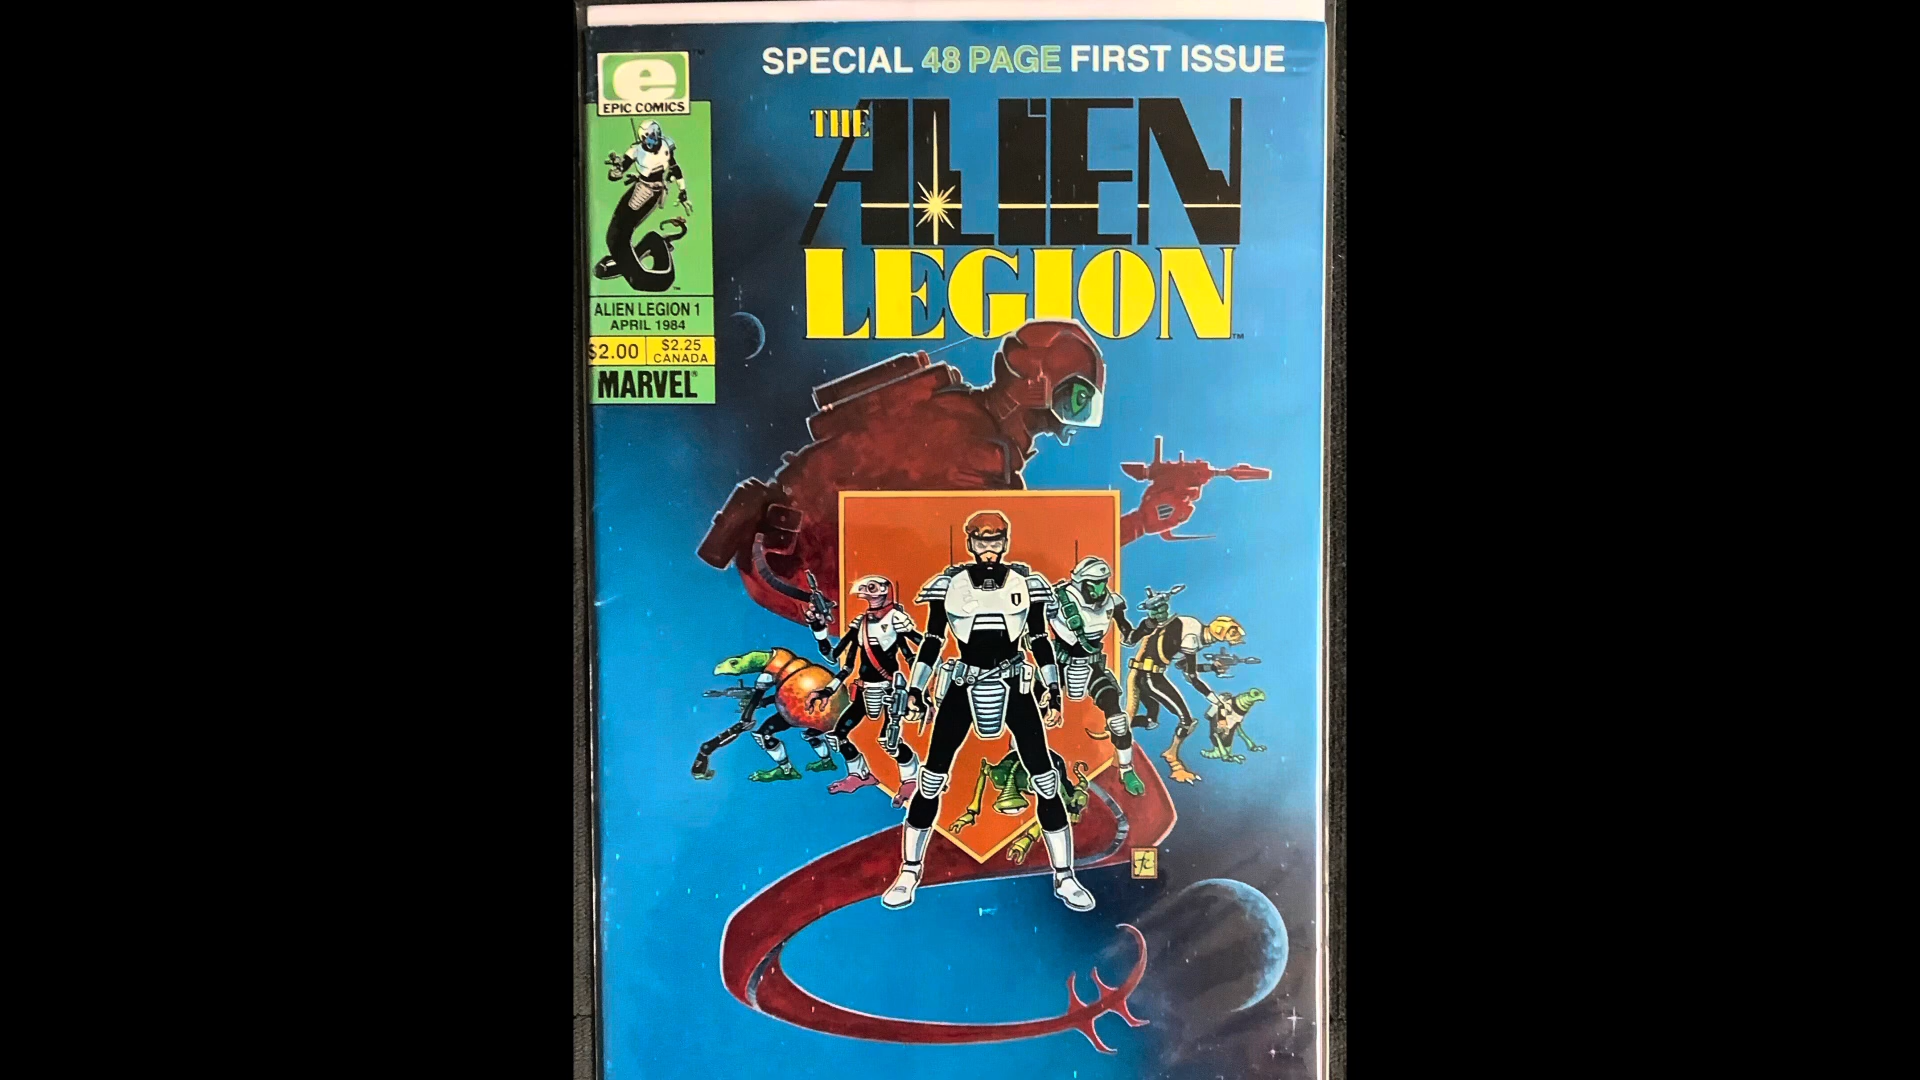 SPECIAL 48 PAGE FIRST ISSUE
e
EPIC COMICS
THE
ALIEN
LEGION
ALIEN LEGION 1
APRIL 1984
$2.00
$2.25
CANADA
MARVEL